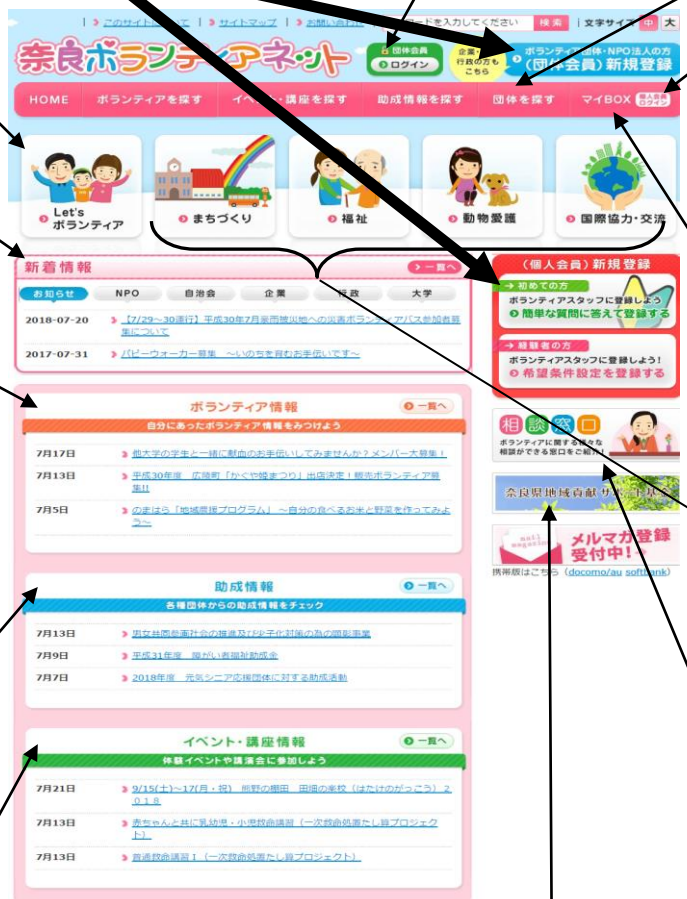 このサイトについて | サイトマップ | お問い合わせ
ードを入力してください 検索 | 文字サイズ 中 大
奈良ボランティアネット
団体会員
ログイン
企業・
行政の方も
こちら
ボランティア団体・NPO法人の方
(団体会員)新規登録
HOME ボランティアを探す イベント・講座を探す 助成情報を探す 団体を探す マイBOX 個人会員ログイン
Let's
ボランティア
まちづくり
福祉
動物愛護
国際協力・交流
新着情報 一覧へ
お知らせ NPO 自治会 企業 行政 大学
2018-07-20 【7/29~30運行】平成30年7月豪雨被災地への災害ボランティアバス参加者募
集について
2017-07-31 パピーウォーカー募集 ~いのちを育むお手伝いです~
(個人会員)新規登録
初めての方
ボランティアスタッフに登録しよう
簡単な質問に答えて登録する
経験者の方
ボランティアスタッフに登録しよう!
希望条件設定を登録する
ボランティア情報 一覧へ
自分にあったボランティア情報をみつけよう
7月17日 他大学の学生と一緒に献血のお手伝いしてみませんか?メンバー大募集!
7月13日 平成30年度 広陵町「かぐや姫まつり」出店決定!販売ボランティア募
集!!
7月5日 のまはら「地域農援プログラム」 ~自分の食べるお米と野菜を作ってみよ
う~
相談窓口
ボランティアに関する様々な
相談ができる窓口をご紹介!
奈良県地域貢献サポート基金
mail magazine
メルマガ登録
受付中!
携帯版はこちら (docomo/au softbank)
助成情報 一覧へ
各種団体からの助成情報をチェック
7月13日 男女共同参画社会の推進及び少子化対策の為の顕彰事業
7月9日 平成31年度 障がい者福祉助成金
7月7日 2018年度 元気シニア応援団体に対する助成活動
イベント・講座情報 一覧へ
体験イベントや講演会に参加しよう
7月21日 9/15(土)~17(月・祝) 熊野の棚田 田畑の楽校(はたけのがっこう)2
018
7月13日 赤ちゃんと共に乳幼児・小児救命講習(一次救命処置たし算プロジェク
ト)
7月13日 普通救命講習Ⅰ(一次救命処置たし算プロジェクト)